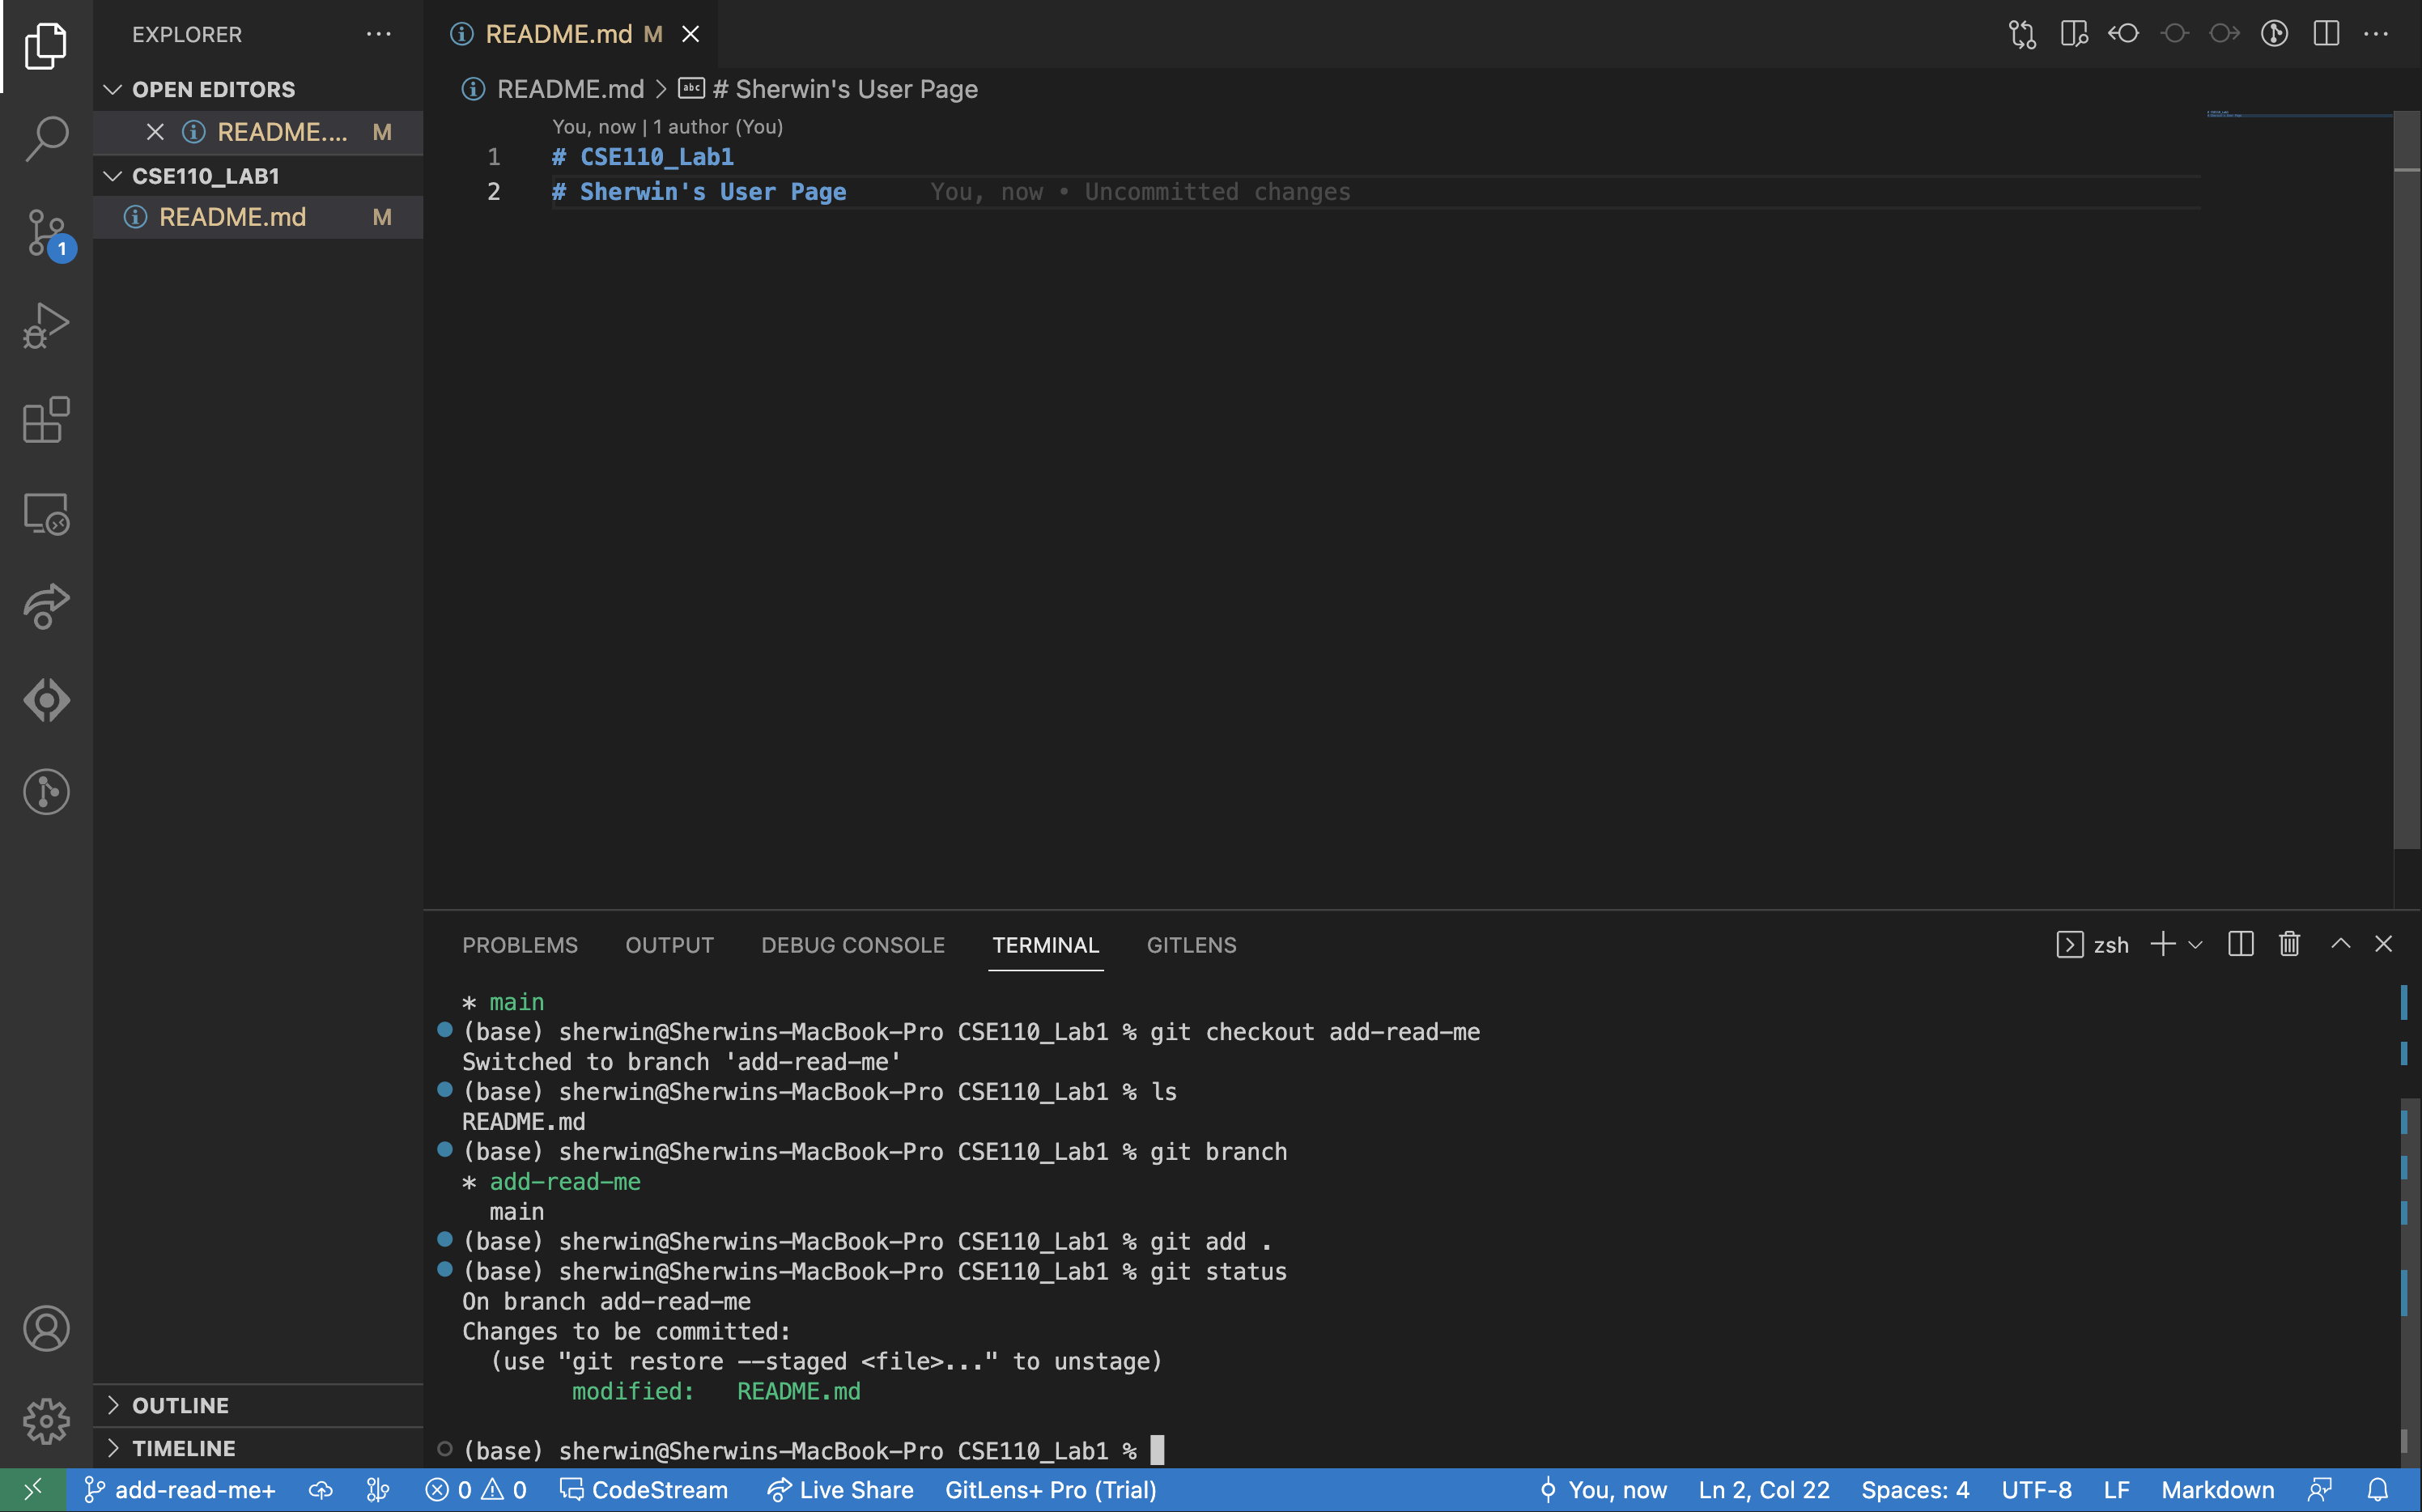 EXPLORER
OPEN EDITORS
README.... M
CSE110_LAB1
README.md M
OUTLINE
TIMELINE
1
README.md M
README.md > # Sherwin's User Page
You, now | 1 author (You)
1 # CSE110_Lab1
2 # Sherwin's User Page You, now • Uncommitted changes
PROBLEMS OUTPUT DEBUG CONSOLE TERMINAL GITLENS zsh
* main
(base) sherwin@Sherwins-MacBook-Pro CSE110_Lab1 % git checkout add-read-me
Switched to branch 'add-read-me'
(base) sherwin@Sherwins-MacBook-Pro CSE110_Lab1 % ls
README.md
(base) sherwin@Sherwins-MacBook-Pro CSE110_Lab1 % git branch
* add-read-me
main
(base) sherwin@Sherwins-MacBook-Pro CSE110_Lab1 % git add .
(base) sherwin@Sherwins-MacBook-Pro CSE110_Lab1 % git status
On branch add-read-me
Changes to be committed:
(use "git restore --staged <file>..." to unstage)
modified: README.md
(base) sherwin@Sherwins-MacBook-Pro CSE110_Lab1 %
add-read-me+ 0 0 CodeStream Live Share GitLens+ Pro (Trial) You, now Ln 2, Col 22 Spaces: 4 UTF-8 LF Markdown